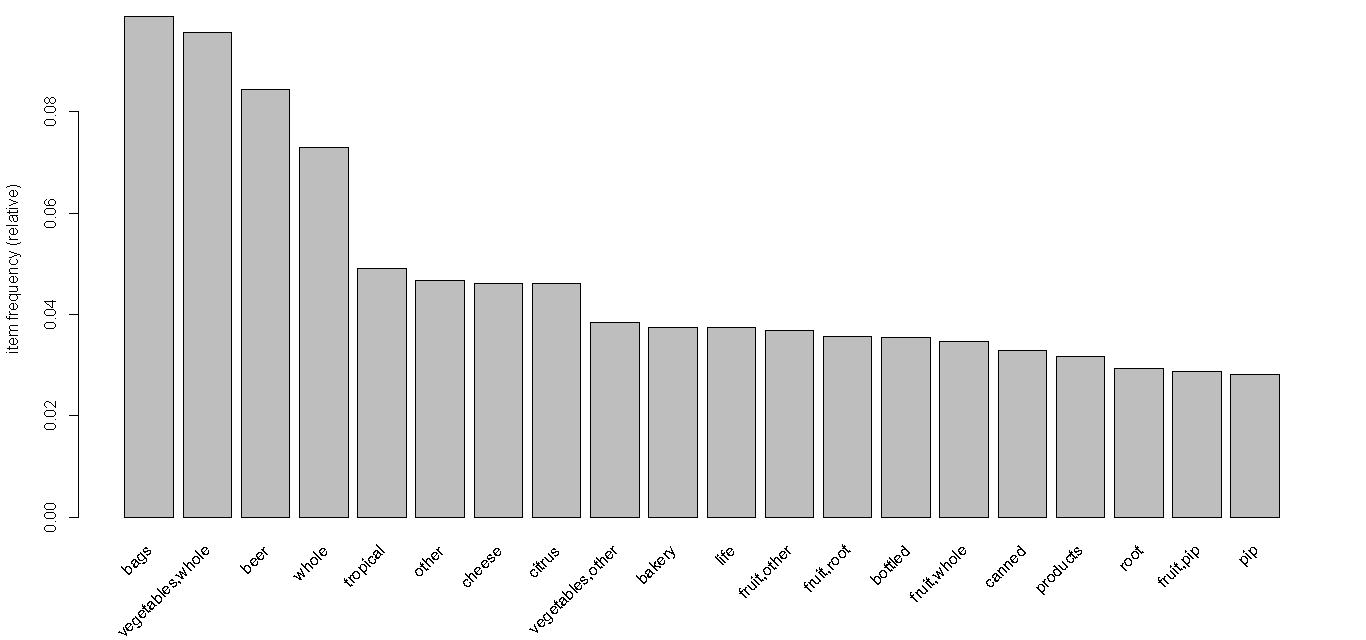 item frequency (relative)
0.00
0.02
0.04
0.06
0.08
bags
vegetables,whole
beer
whole
tropical
other
cheese
citrus
vegetables,other
bakery
life
fruit,other
fruit,root
bottled
fruit,whole
canned
products
root
fruit,pip
pip